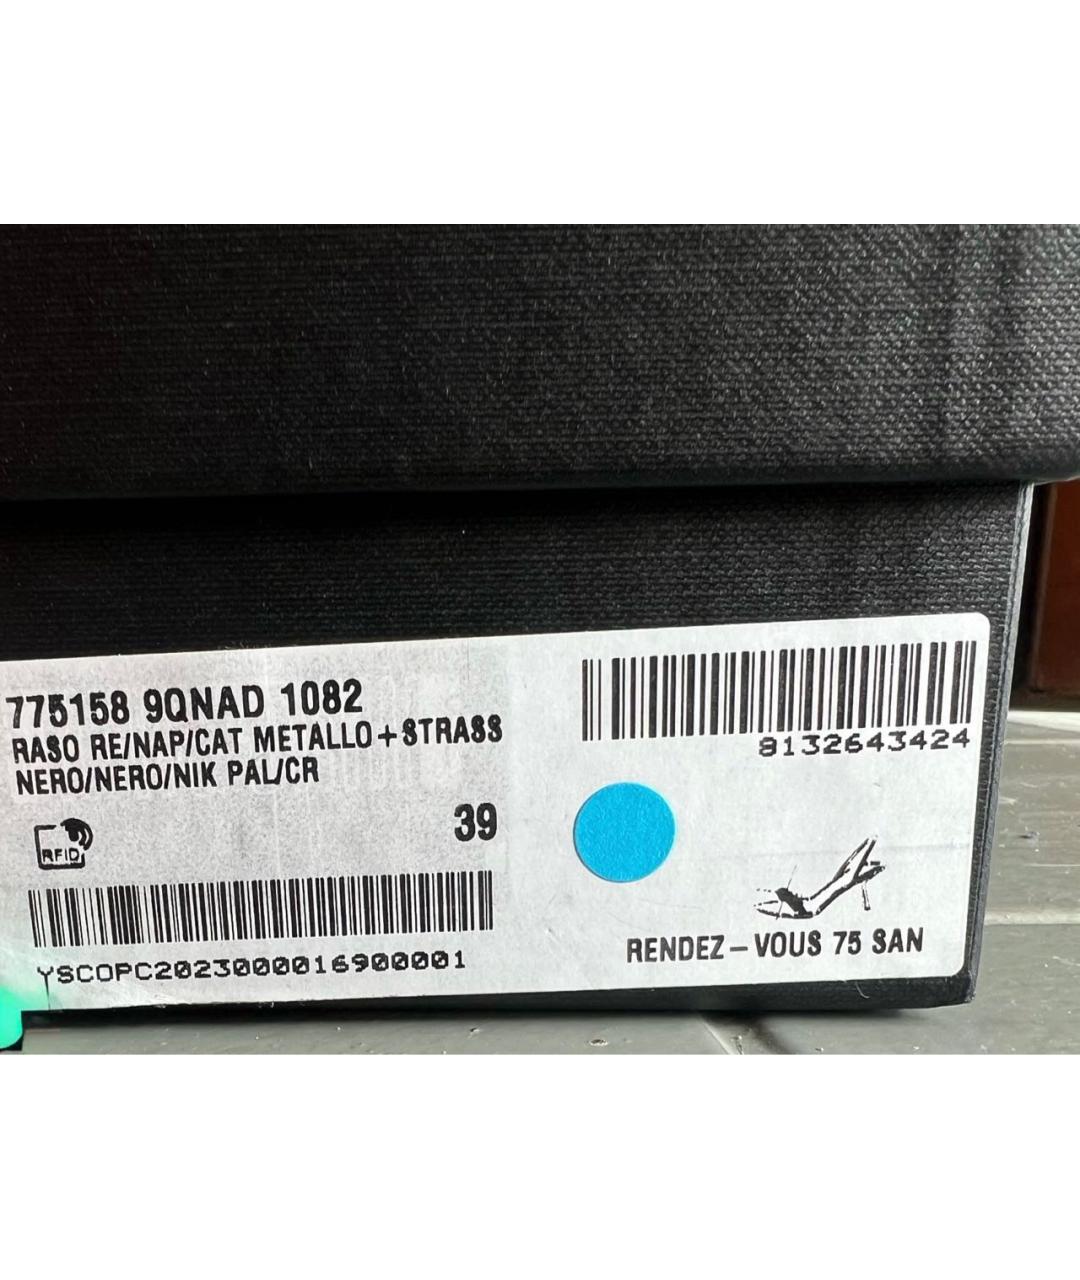 775158 9QNAD 1082
RASO RE/NAP/CAT METALLO+STRASS
NERO/NERO/NIK PAL/CR
39
RFID
YSCOPC2023000016900001
8132643424
RENDEZ-VOUS 75 SAN